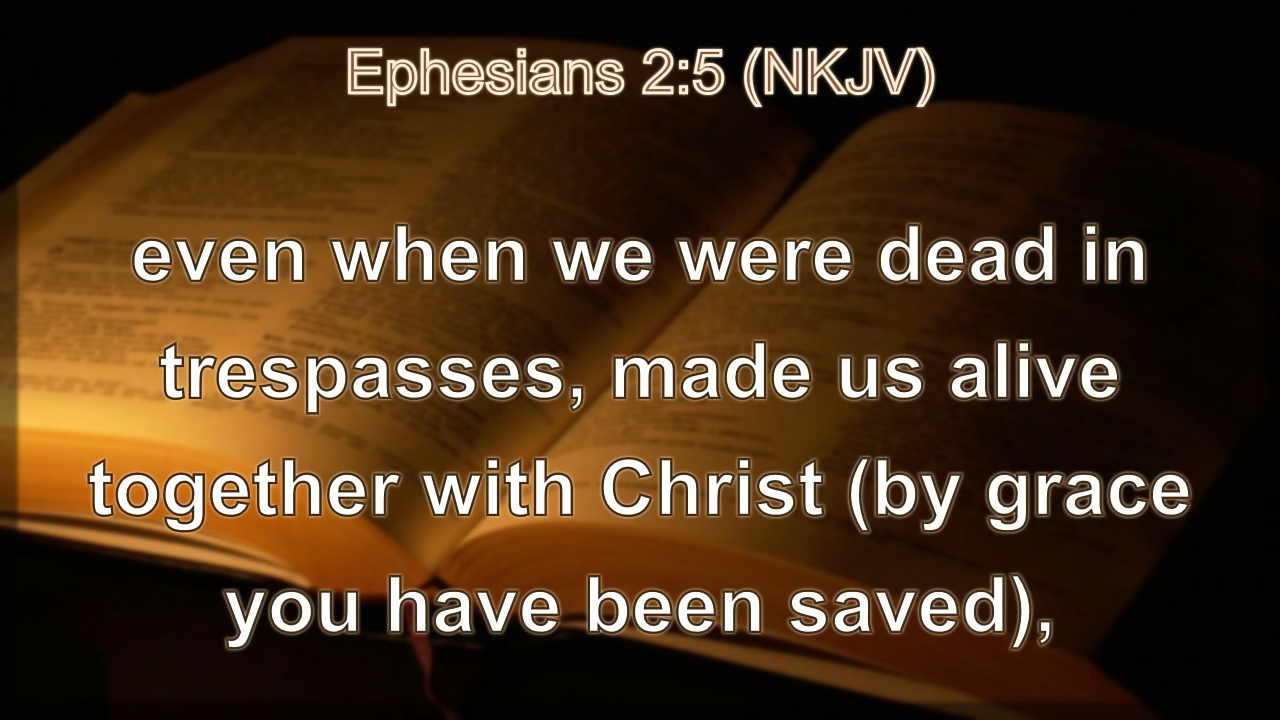 Ephesians 2:5 (NKJV)
even when we were dead in
trespasses, made us alive
together with Christ (by grace
you have been saved),